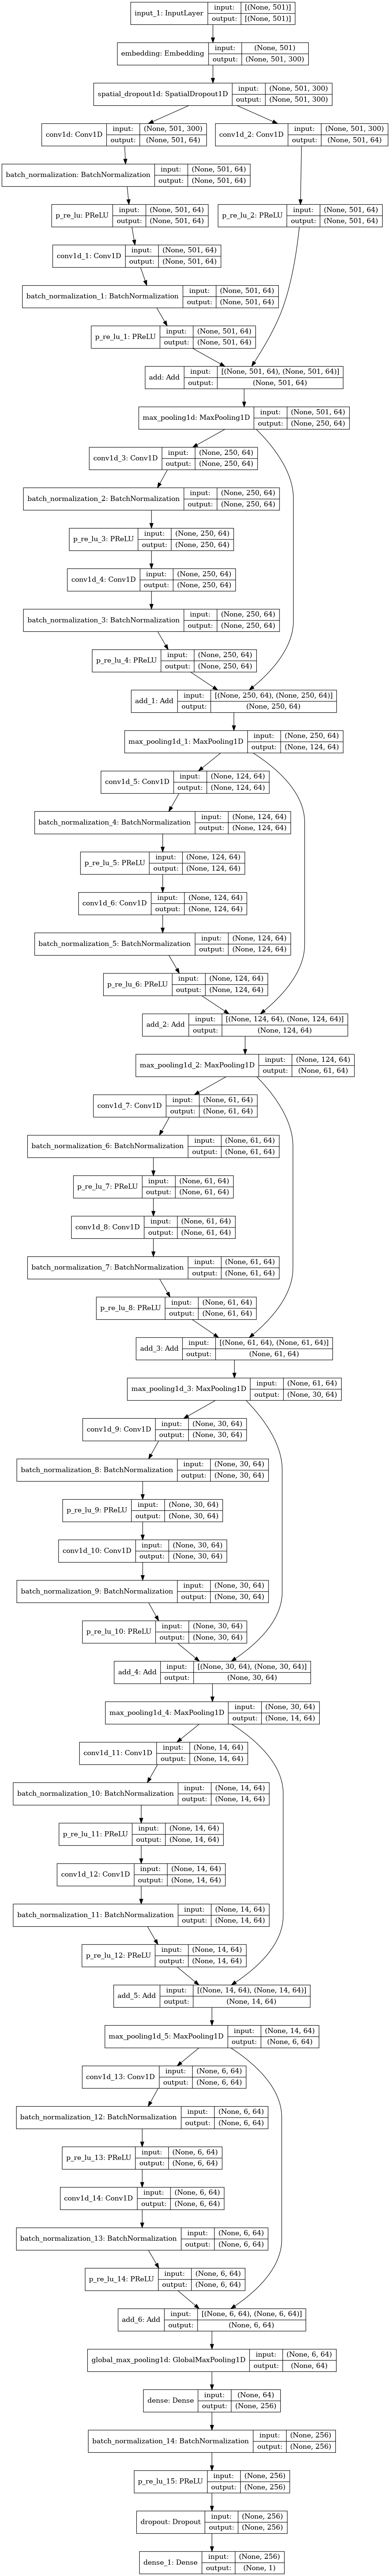 input_1: InputLayer input: [(None, 501)]
output: [(None, 501)]
embedding: Embedding input: (None, 501)
output: (None, 501, 300)
spatial_dropout1d: SpatialDropout1D input: (None, 501, 300)
output: (None, 501, 300)
conv1d: Conv1D input: (None, 501, 300)
output: (None, 501, 64)
conv1d_2: Conv1D input: (None, 501, 300)
output: (None, 501, 64)
batch_normalization: BatchNormalization input: (None, 501, 64)
output: (None, 501, 64)
p_re_lu: PReLU input: (None, 501, 64)
output: (None, 501, 64)
p_re_lu_2: PReLU input: (None, 501, 64)
output: (None, 501, 64)
conv1d_1: Conv1D input: (None, 501, 64)
output: (None, 501, 64)
batch_normalization_1: BatchNormalization input: (None, 501, 64)
output: (None, 501, 64)
p_re_lu_1: PReLU input: (None, 501, 64)
output: (None, 501, 64)
add: Add input: [(None, 501, 64), (None, 501, 64)]
output: (None, 501, 64)
max_pooling1d: MaxPooling1D input: (None, 501, 64)
output: (None, 250, 64)
conv1d_3: Conv1D input: (None, 250, 64)
output: (None, 250, 64)
batch_normalization_2: BatchNormalization input: (None, 250, 64)
output: (None, 250, 64)
p_re_lu_3: PReLU input: (None, 250, 64)
output: (None, 250, 64)
conv1d_4: Conv1D input: (None, 250, 64)
output: (None, 250, 64)
batch_normalization_3: BatchNormalization input: (None, 250, 64)
output: (None, 250, 64)
p_re_lu_4: PReLU input: (None, 250, 64)
output: (None, 250, 64)
add_1: Add input: [(None, 250, 64), (None, 250, 64)]
output: (None, 250, 64)
max_pooling1d_1: MaxPooling1D input: (None, 250, 64)
output: (None, 124, 64)
conv1d_5: Conv1D input: (None, 124, 64)
output: (None, 124, 64)
batch_normalization_4: BatchNormalization input: (None, 124, 64)
output: (None, 124, 64)
p_re_lu_5: PReLU input: (None, 124, 64)
output: (None, 124, 64)
conv1d_6: Conv1D input: (None, 124, 64)
output: (None, 124, 64)
batch_normalization_5: BatchNormalization input: (None, 124, 64)
output: (None, 124, 64)
p_re_lu_6: PReLU input: (None, 124, 64)
output: (None, 124, 64)
add_2: Add input: [(None, 124, 64), (None, 124, 64)]
output: (None, 124, 64)
max_pooling1d_2: MaxPooling1D input: (None, 124, 64)
output: (None, 61, 64)
conv1d_7: Conv1D input: (None, 61, 64)
output: (None, 61, 64)
batch_normalization_6: BatchNormalization input: (None, 61, 64)
output: (None, 61, 64)
p_re_lu_7: PReLU input: (None, 61, 64)
output: (None, 61, 64)
conv1d_8: Conv1D input: (None, 61, 64)
output: (None, 61, 64)
batch_normalization_7: BatchNormalization input: (None, 61, 64)
output: (None, 61, 64)
p_re_lu_8: PReLU input: (None, 61, 64)
output: (None, 61, 64)
add_3: Add input: [(None, 61, 64), (None, 61, 64)]
output: (None, 61, 64)
max_pooling1d_3: MaxPooling1D input: (None, 61, 64)
output: (None, 30, 64)
conv1d_9: Conv1D input: (None, 30, 64)
output: (None, 30, 64)
batch_normalization_8: BatchNormalization input: (None, 30, 64)
output: (None, 30, 64)
p_re_lu_9: PReLU input: (None, 30, 64)
output: (None, 30, 64)
conv1d_10: Conv1D input: (None, 30, 64)
output: (None, 30, 64)
batch_normalization_9: BatchNormalization input: (None, 30, 64)
output: (None, 30, 64)
p_re_lu_10: PReLU input: (None, 30, 64)
output: (None, 30, 64)
add_4: Add input: [(None, 30, 64), (None, 30, 64)]
output: (None, 30, 64)
max_pooling1d_4: MaxPooling1D input: (None, 30, 64)
output: (None, 14, 64)
conv1d_11: Conv1D input: (None, 14, 64)
output: (None, 14, 64)
batch_normalization_10: BatchNormalization input: (None, 14, 64)
output: (None, 14, 64)
p_re_lu_11: PReLU input: (None, 14, 64)
output: (None, 14, 64)
conv1d_12: Conv1D input: (None, 14, 64)
output: (None, 14, 64)
batch_normalization_11: BatchNormalization input: (None, 14, 64)
output: (None, 14, 64)
p_re_lu_12: PReLU input: (None, 14, 64)
output: (None, 14, 64)
add_5: Add input: [(None, 14, 64), (None, 14, 64)]
output: (None, 14, 64)
max_pooling1d_5: MaxPooling1D input: (None, 14, 64)
output: (None, 6, 64)
conv1d_13: Conv1D input: (None, 6, 64)
output: (None, 6, 64)
batch_normalization_12: BatchNormalization input: (None, 6, 64)
output: (None, 6, 64)
p_re_lu_13: PReLU input: (None, 6, 64)
output: (None, 6, 64)
conv1d_14: Conv1D input: (None, 6, 64)
output: (None, 6, 64)
batch_normalization_13: BatchNormalization input: (None, 6, 64)
output: (None, 6, 64)
p_re_lu_14: PReLU input: (None, 6, 64)
output: (None, 6, 64)
add_6: Add input: [(None, 6, 64), (None, 6, 64)]
output: (None, 6, 64)
global_max_pooling1d: GlobalMaxPooling1D input: (None, 6, 64)
output: (None, 64)
dense: Dense input: (None, 64)
output: (None, 256)
batch_normalization_14: BatchNormalization input: (None, 256)
output: (None, 256)
p_re_lu_15: PReLU input: (None, 256)
output: (None, 256)
dropout: Dropout input: (None, 256)
output: (None, 256)
dense_1: Dense input: (None, 256)
output: (None, 1)